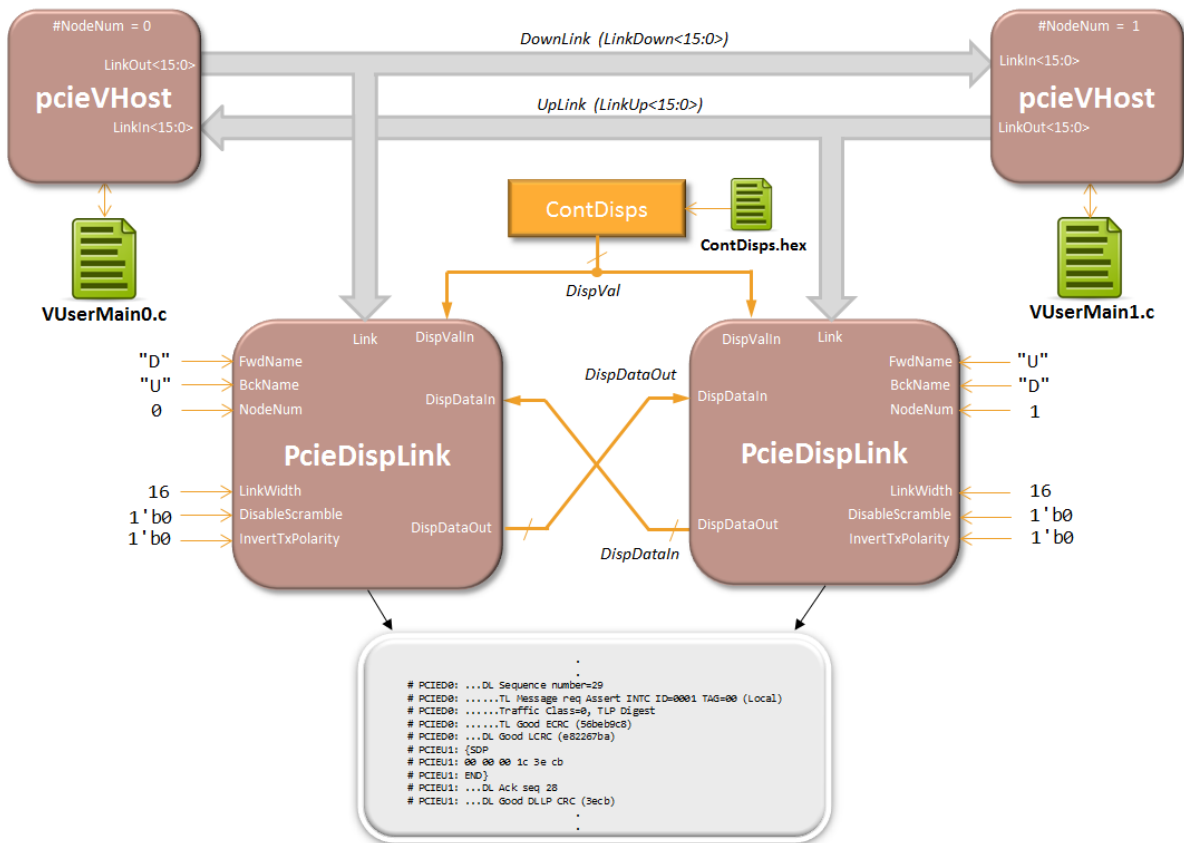 #NodeNum = 0
LinkOut<15:0>
pcieVHost
LinkIn<15:0>
DownLink (LinkDown<15:0>)
UpLink (LinkUp<15:0>)
#NodeNum = 1
LinkIn<15:0>
pcieVHost
LinkOut<15:0>
VUserMain0.c
ContDisps
ContDisps.hex
DispVal
VUserMain1.c
Link
DispValIn
"D"
FwdName
"U"
BckName
0
NodeNum
DispDataIn
PcieDispLink
16
LinkWidth
1'b0
DisableScramble
1'b0
InvertTxPolarity
DispDataOut
DispDataOut
DispDataIn
DispValIn
Link
FwdName
"U"
BckName
"D"
DispDataIn
NodeNum
1
PcieDispLink
LinkWidth
16
DisableScramble
1'b0
DispDataOut
InvertTxPolarity
1'b0
.
.
# PCIED0: ...DL Sequence number=29
# PCIED0: ......TL Message req Assert INTC ID=0001 TAG=00 (Local)
# PCIED0: ......Traffic Class=0, TLP Digest
# PCIED0: ......TL Good ECRC (56beb9c8)
# PCIED0: ...DL Good LCRC (e82267ba)
# PCIEU1: {SDP
# PCIEU1: 00 00 00 1c 3e cb
# PCIEU1: END}
# PCIEU1: ...DL Ack seq 28
# PCIEU1: ...DL Good DLLP CRC (3ecb)
.
.